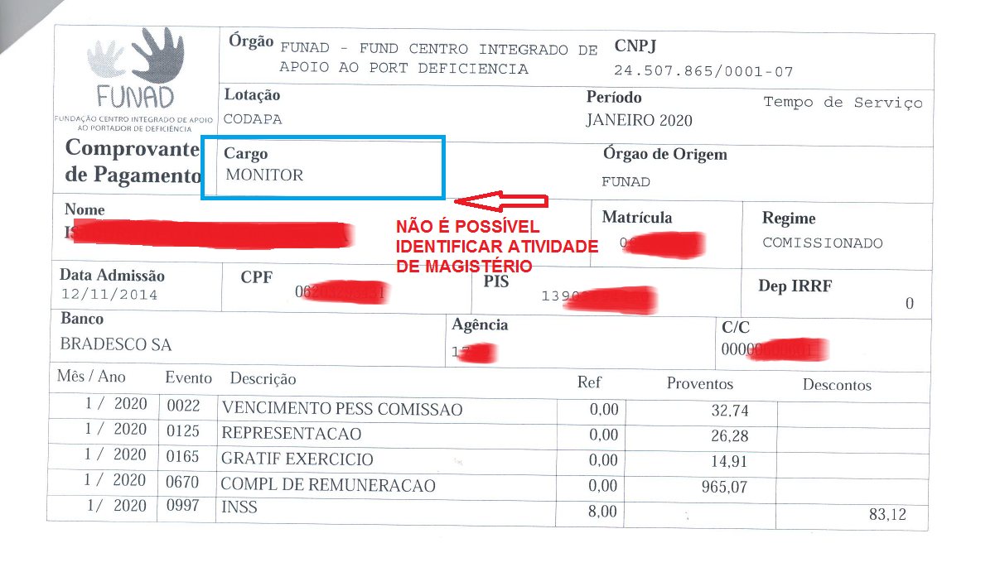 FUNAD
FUNDAÇÃO CENTRO INTEGRADO DE APOIO
AO PORTADOR DE DEFICIÊNCIA
Comprovante
de Pagamento
Órgão FUNAD - FUND CENTRO INTEGRADO DE
APOIO AO PORT DEFICIENCIA
CNPJ
24.507.865/0001-07
Lotação
CODAPA
Período
JANEIRO 2020
Tempo de Serviço
Cargo
MONITOR
Órgao de Origem
FUNAD
NÃO É POSSÍVEL
IDENTIFICAR ATIVIDADE
DE MAGISTÉRIO
Nome
Matrícula
Regime
COMISSIONADO
Data Admissão
12/11/2014
CPF
PIS
Dep IRRF
0
Banco
BRADESCO SA
Agência
C/C
Mês / Ano Evento Descrição Ref Proventos Descontos
1 / 2020 0022 VENCIMENTO PESS COMISSAO 0,00 32,74
1 / 2020 0125 REPRESENTACAO 0,00 26,28
1 / 2020 0165 GRATIF EXERCICIO 0,00 14,91
1 / 2020 0670 COMPL DE REMUNERACAO 0,00 965,07
1 / 2020 0997 INSS 8,00 83,12